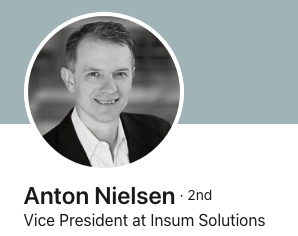 Anton Nielsen · 2nd
Vice President at Insum Solutions